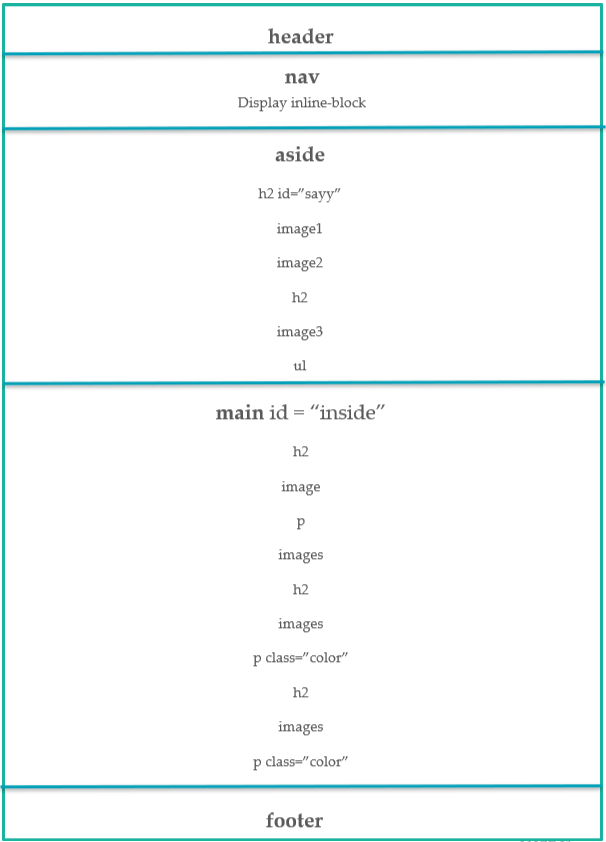 header
nav
Display inline-block
aside
h2 id=”sayy”
image1
image2
h2
image3
ul
main id = “inside”
h2
image
p
images
h2
images
p class=”color”
h2
images
p class=”color”
footer